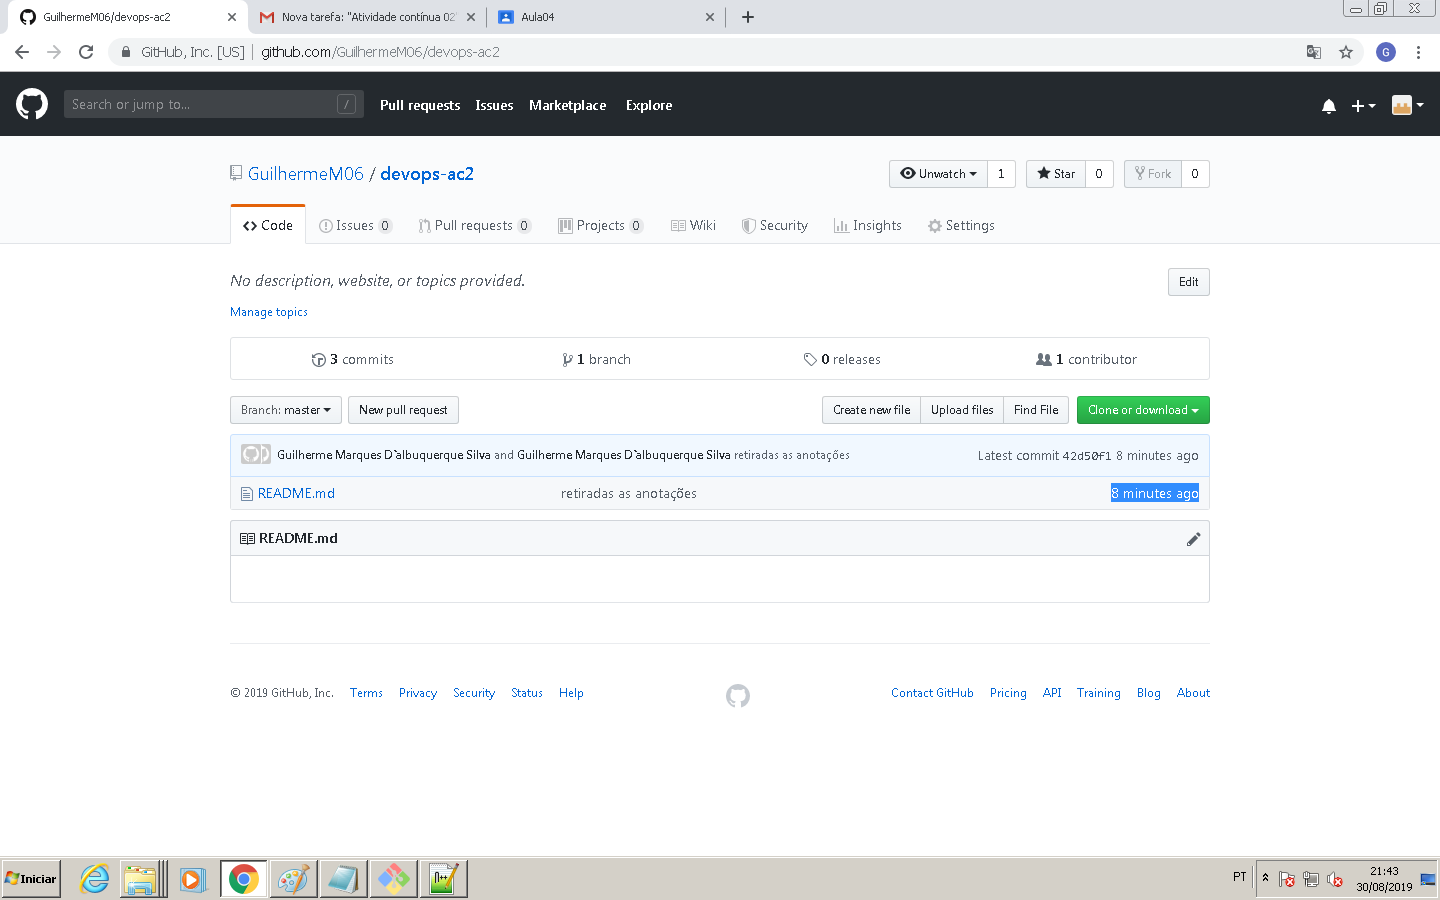 GuilhermeM06/devops-ac2
Nova tarefa: "Atividade contínua 02"
Aula04
GitHub, Inc. [US] | github.com/GuilhermeM06/devops-ac2
G
Search or jump to... /
Pull requests Issues Marketplace Explore
GuilhermeM06 / devops-ac2
Unwatch 1 Star 0 Fork 0
Code Issues 0 Pull requests 0 Projects 0 Wiki Security Insights Settings
No description, website, or topics provided. Edit
Manage topics
3 commits 1 branch 0 releases 1 contributor
Branch: master New pull request Create new file Upload files Find File Clone or download
Guilherme Marques D`albuquerque Silva and Guilherme Marques D`albuquerque Silva retiradas as anotações Latest commit 42d50f1 8 minutes ago
README.md retiradas as anotações 8 minutes ago
README.md
© 2019 GitHub, Inc. Terms Privacy Security Status Help Contact GitHub Pricing API Training Blog About
Iniciar PT 21:43
30/08/2019